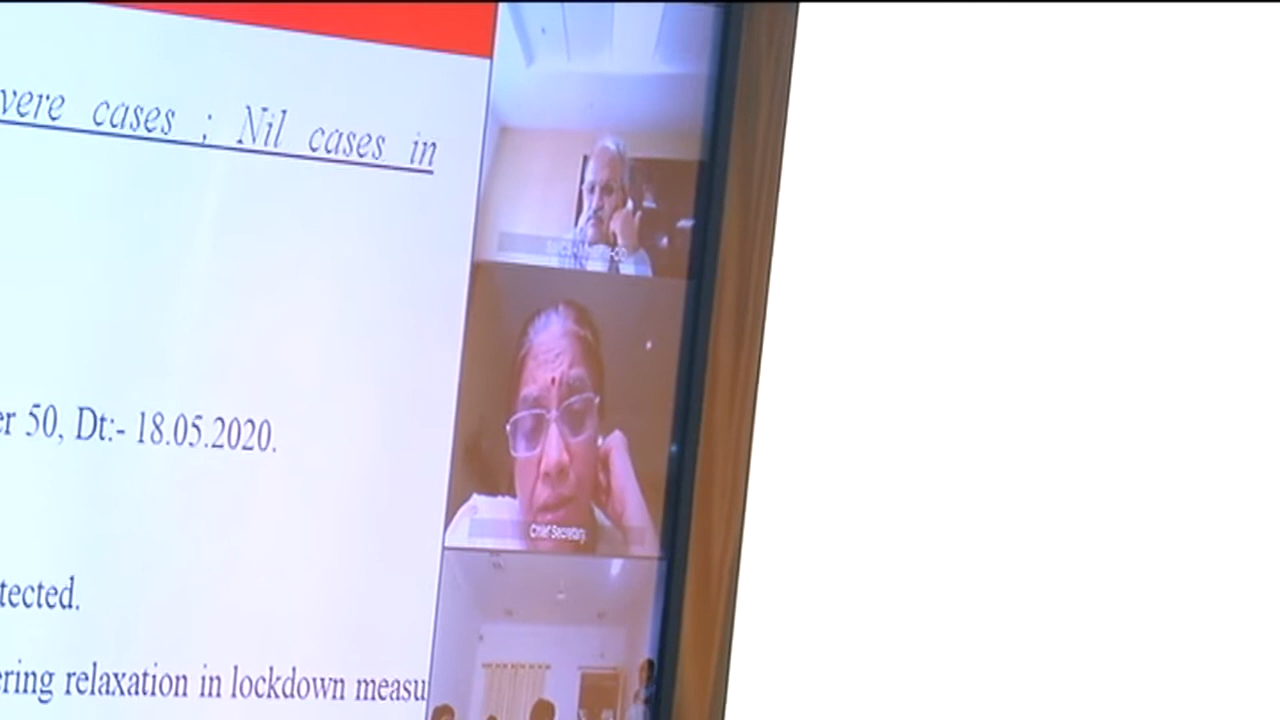 vere cases ; Nil cases in
er 50, Dt:- 18.05.2020.
Chief Secretary
tected.
ering relaxation in lockdown measu